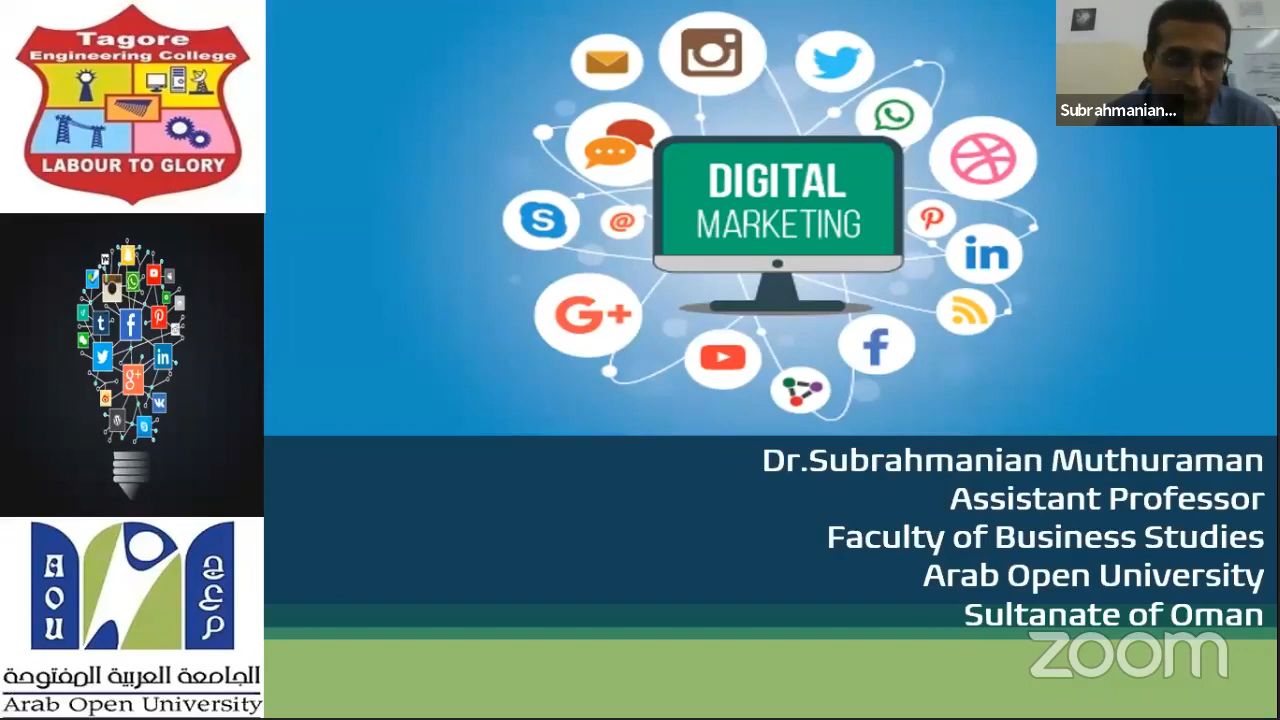 Tagore
Engineering College
LABOUR TO GLORY
DIGITAL
MARKETING
Subrahmanian...
Dr.Subrahmanian Muthuraman
Assistant Professor
Faculty of Business Studies
Arab Open University
Sultanate of Oman
zoom
AOU
الجامعة العربية المفتوحة
Arab Open University